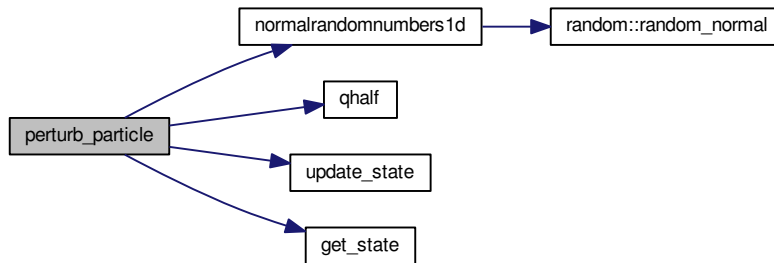 normalrandomnumbers1d
random::random_normal
qhalf
perturb_particle
update_state
get_state